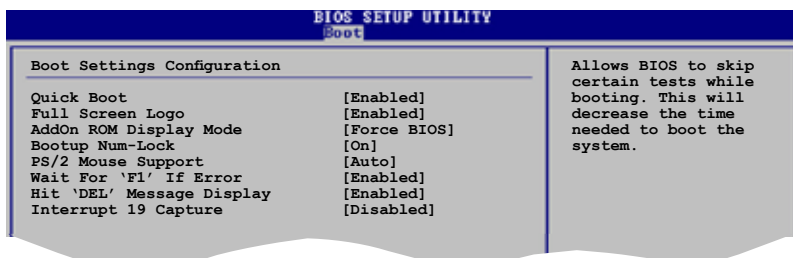 BIOS SETUP UTILITY
Boot
Boot Settings Configuration
Quick Boot [Enabled]
Full Screen Logo [Enabled]
AddOn ROM Display Mode [Force BIOS]
Bootup Num-Lock [On]
PS/2 Mouse Support [Auto]
Wait For ‘F1’ If Error [Enabled]
Hit ‘DEL’ Message Display [Enabled]
Interrupt 19 Capture [Disabled]
Allows BIOS to skip
certain tests while
booting. This will
decrease the time
needed to boot the
system.